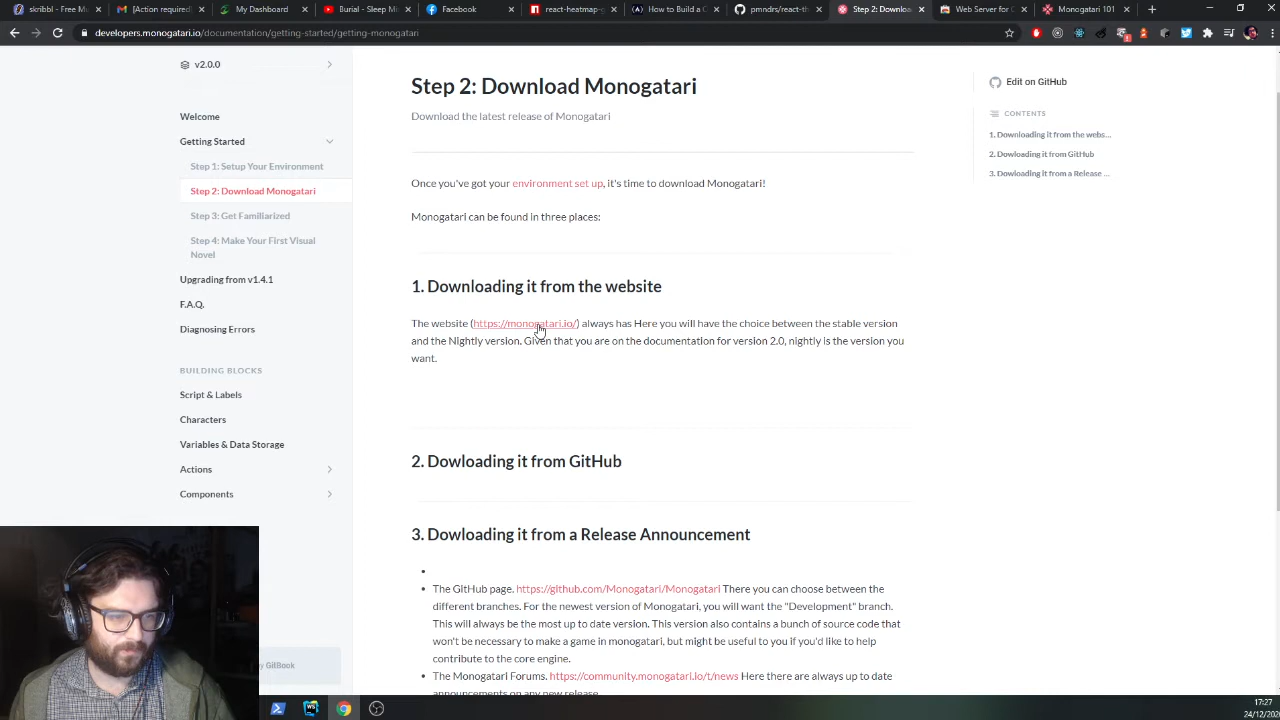 stribl - Free M
[Action required
Build - Sleep Mo
Facebook
react-heatmap-g
How to Build a C
pmndrs/react-th
Step 2: Downloa
Web Server for C
Monogatari 101
developers.monogatari.io/documentation/getting-started/getting-monogatari
v2.0.0
Welcome
Getting Started
Step 1: Setup Your Environment
Step 2: Download Monogatari
Step 3: Get Familiarized
Step 4: Make Your First Visual
Novel
Upgrading from v1.4.1
F.A.Q.
Diagnosing Errors
BUILDING BLOCKS
Script & Labels
Characters
Variables & Data Storage
Actions
Components
y GitBook
Step 2: Download Monogatari
Download the latest release of Monogatari
Once you've got your environment set up, it's time to download Monogatari!
Monogatari can be found in three places:
1. Downloading it from the website
The website (https://monogatari.io/) always has Here you will have the choice between the stable version
and the Nightly version. Given that you are on the documentation for version 2.0, nightly is the version you
want.
2. Dowloading it from GitHub
3. Dowloading it from a Release Announcement
The GitHub page. https://github.com/Monogatari/Monogatari There you can choose between the
different branches. For the newest version of Monogatari, you will want the "Development" branch.
This will always be the most up to date version. This version also contains a bunch of source code that
won't be necessary to make a game in monogatari, but might be useful to you if you'd like to help
contribute to the core engine.
The Monogatari Forums. https://community.monogatari.io/t/news Here there are always up to date
announcements on any new release.
Edit on GitHub
CONTENTS
1. Downloading it from the webs...
2. Dowloading it from GitHub
3. Dowloading it from a Release ...
17:27
24/12/20